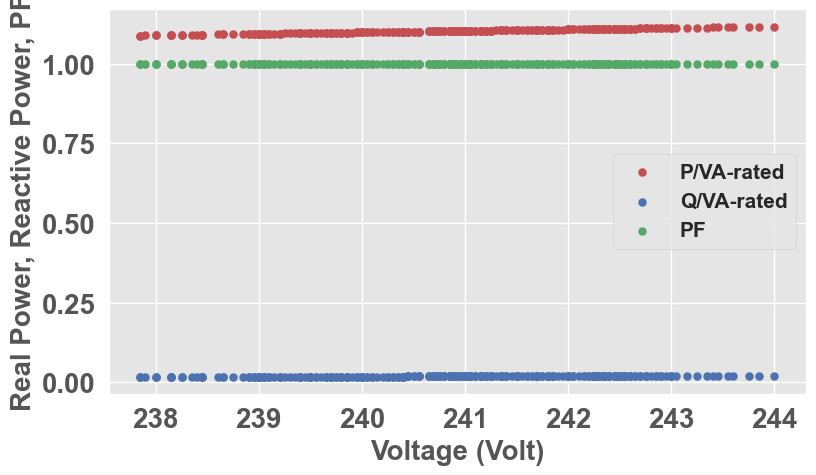 Real Power, Reactive Power, PF
1.00
0.75
0.50
0.25
0.00
P/VA-rated
Q/VA-rated
PF
238 239 240 241 242 243 244
Voltage (Volt)